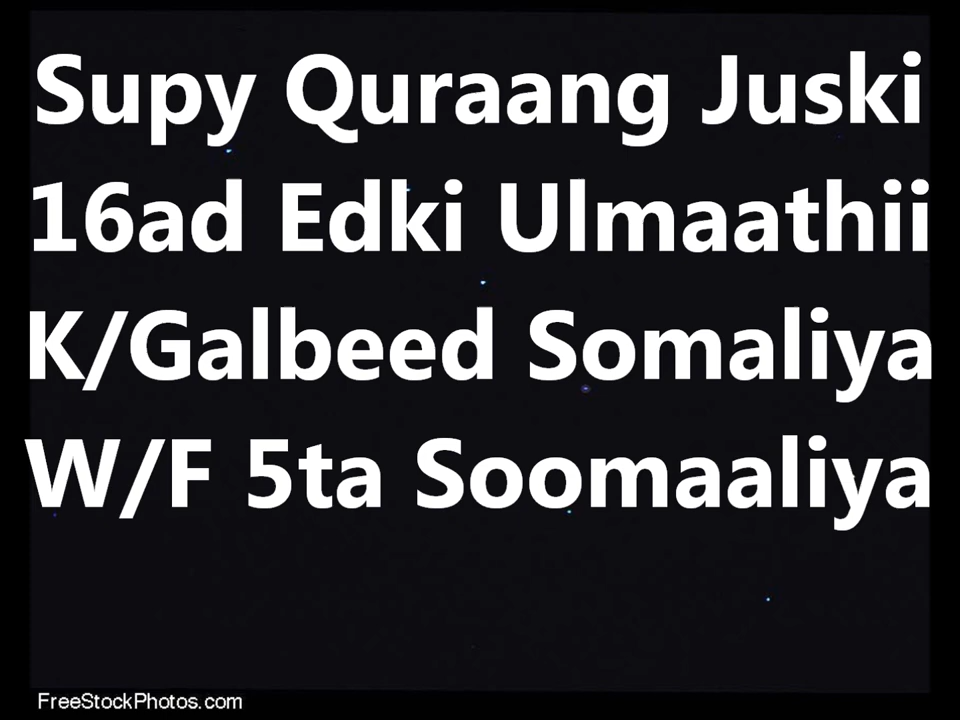 Supy Quraang Juski
16ad Edki Ulmaathii
K/Galbeed Somaliya
W/F 5ta Soomaaliya
FreeStockPhotos.com